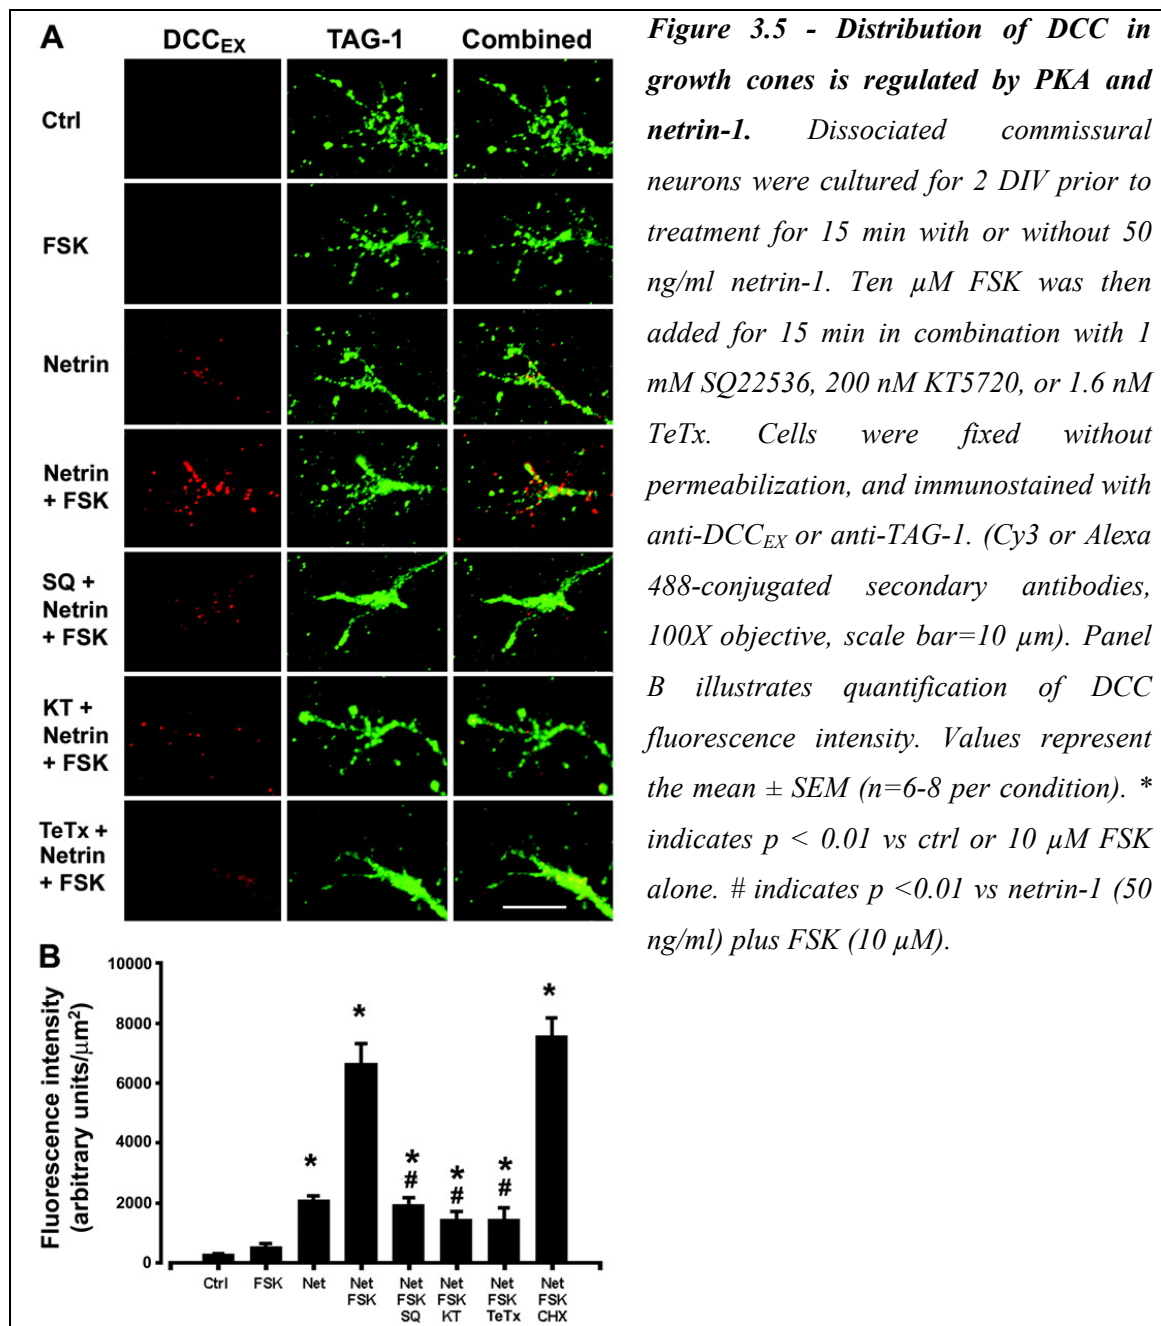 A
DCCEX TAG-1 Combined
Ctrl
FSK
Netrin
Netrin
+ FSK
SQ +
Netrin
+ FSK
KT +
Netrin
+ FSK
TeTx +
Netrin
+ FSK
B
Fluorescence intensity
(arbitrary units/µm²)
10000
8000
6000
4000
2000
0
* * * # * # * # * *
Ctrl FSK Net Net Net Net Net Net
FSK FSK FSK FSK FSK
SQ KT TeTx CHX
Figure 3.5 - Distribution of DCC in
growth cones is regulated by PKA and
netrin-1. Dissociated commissural
neurons were cultured for 2 DIV prior to
treatment for 15 min with or without 50
ng/ml netrin-1. Ten µM FSK was then
added for 15 min in combination with 1
mM SQ22536, 200 nM KT5720, or 1.6 nM
TeTx. Cells were fixed without
permeabilization, and immunostained with
anti-DCCEX or anti-TAG-1. (Cy3 or Alexa
488-conjugated secondary antibodies,
100X objective, scale bar=10 µm). Panel
B illustrates quantification of DCC
fluorescence intensity. Values represent
the mean ± SEM (n=6-8 per condition). *
indicates p < 0.01 vs ctrl or 10 µM FSK
alone. # indicates p <0.01 vs netrin-1 (50
ng/ml) plus FSK (10 µM).